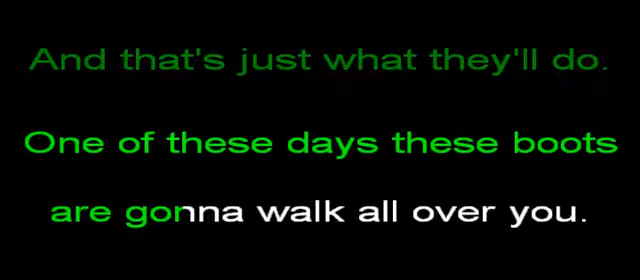 And that's just what they'll do.
One of these days these boots
are gonna walk all over you.